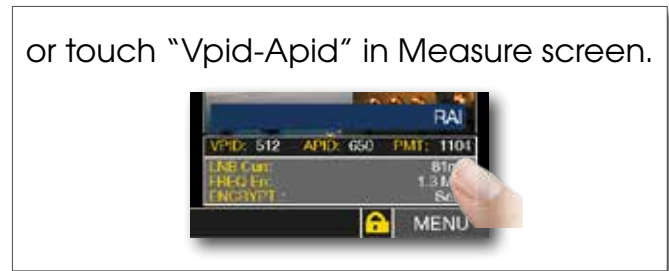 or touch “Vpid-Apid” in Measure screen.
RAI
VPID: 512 APID: 650 PMT: 1104
LNB Curr:
FREQ Err:
ENCRYPT.:
MENU